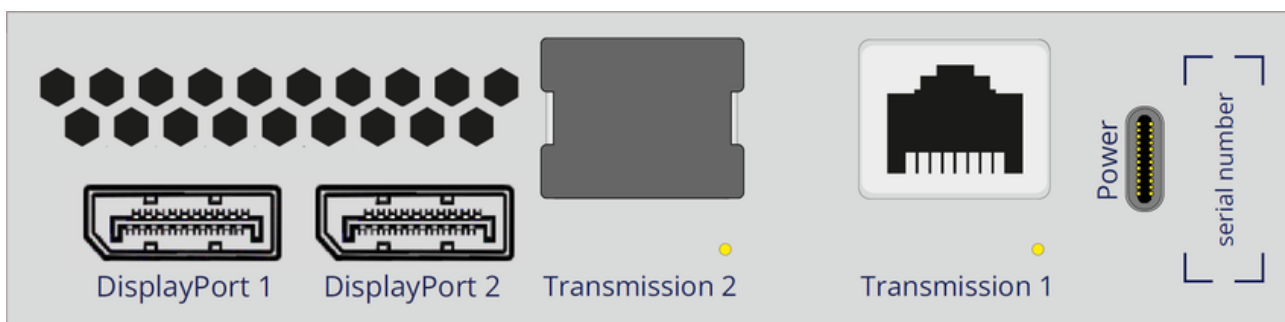 DisplayPort 1
DisplayPort 2
Transmission 2
Transmission 1
Power
serial number